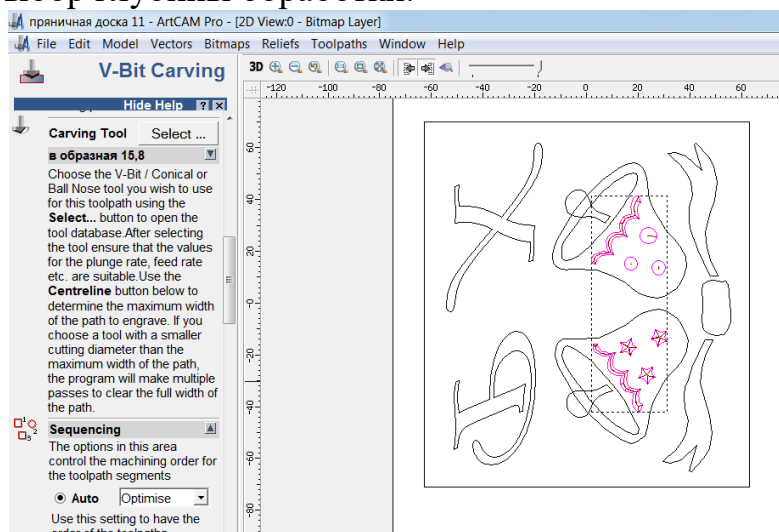 пряничная доска 11 - ArtCAM Pro - [2D View:0 - Bitmap Layer]
File Edit Model Vectors Bitmaps Reliefs Toolpaths Window Help
V-Bit Carving
3D
Hide Help ? x
-120 -100 -80 -60 -40 -20 0 20 40 60
Carving Tool Select ...
в образная 15,8
Choose the V-Bit / Conical or
Ball Nose tool you wish to use
for this toolpath using the
Select... button to open the
tool database.After selecting
the tool ensure that the values
for the plunge rate, feed rate
etc. are suitable.Use the
Centreline button below to
determine the maximum width
of the path to engrave. If you
choose a tool with a smaller
cutting diameter than the
maximum width of the path,
the program will make multiple
passes to clear the full width of
the path.
Sequencing
The options in this area
control the machining order for
the toolpath segments
Auto Optimise
Use this setting to have the
60
40
20
-0
-20
-40
-60
-80